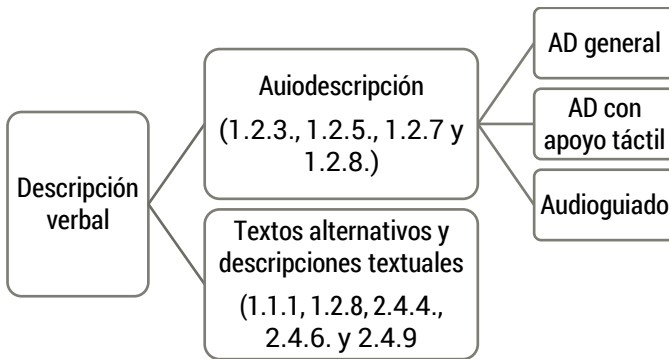 Descripción
verbal
Auiodescripción
(1.2.3., 1.2.5., 1.2.7 y
1.2.8.)
Textos alternativos y
descripciones textuales
(1.1.1, 1.2.8, 2.4.4.,
2.4.6. y 2.4.9
AD general
AD con
apoyo táctil
Audioguiado